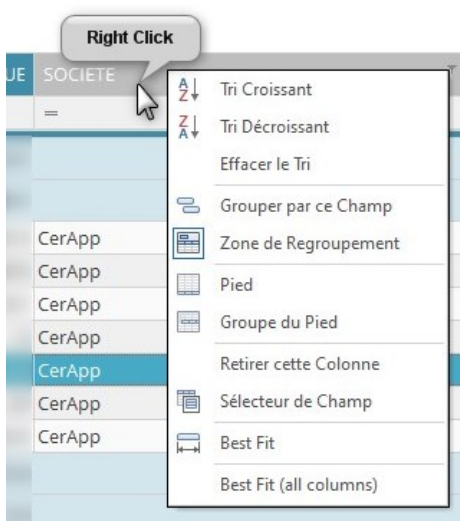 Right Click
UE SOCIETE
=
Tri Croissant
Tri Décroissant
Effacer le Tri
Grouper par ce Champ
Zone de Regroupement
Pied
Groupe du Pied
Retirer cette Colonne
Sélecteur de Champ
Best Fit
Best Fit (all columns)
CerApp
CerApp
CerApp
CerApp
CerApp
CerApp
CerApp